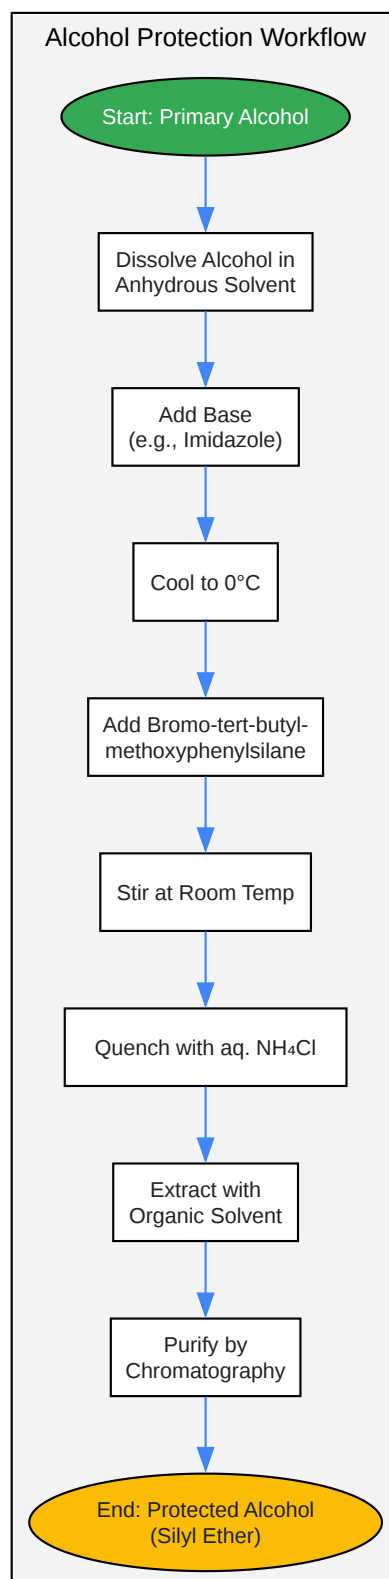 Alcohol Protection Workflow
Start: Primary Alcohol
Dissolve Alcohol in
Anhydrous Solvent
Add Base
(e.g., Imidazole)
Cool to 0°C
Add Bromo-tert-butyl-
methoxyphenylsilane
Stir at Room Temp
Quench with aq. NH₄Cl
Extract with
Organic Solvent
Purify by
Chromatography
End: Protected Alcohol
(Silyl Ether)